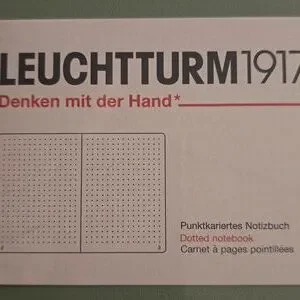 LEUCHTTURM1917
Denken mit der Hand*
Punktkariertes Notizbuch
Dotted notebook
Carnet à pages pointillées